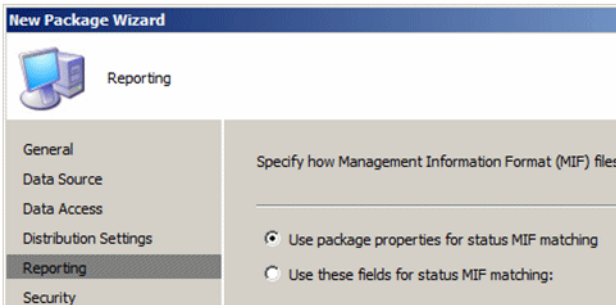 New Package Wizard
Reporting
General
Data Source
Data Access
Distribution Settings
Reporting
Security
Specify how Management Information Format (MIF) files
Use package properties for status MIF matching
Use these fields for status MIF matching: